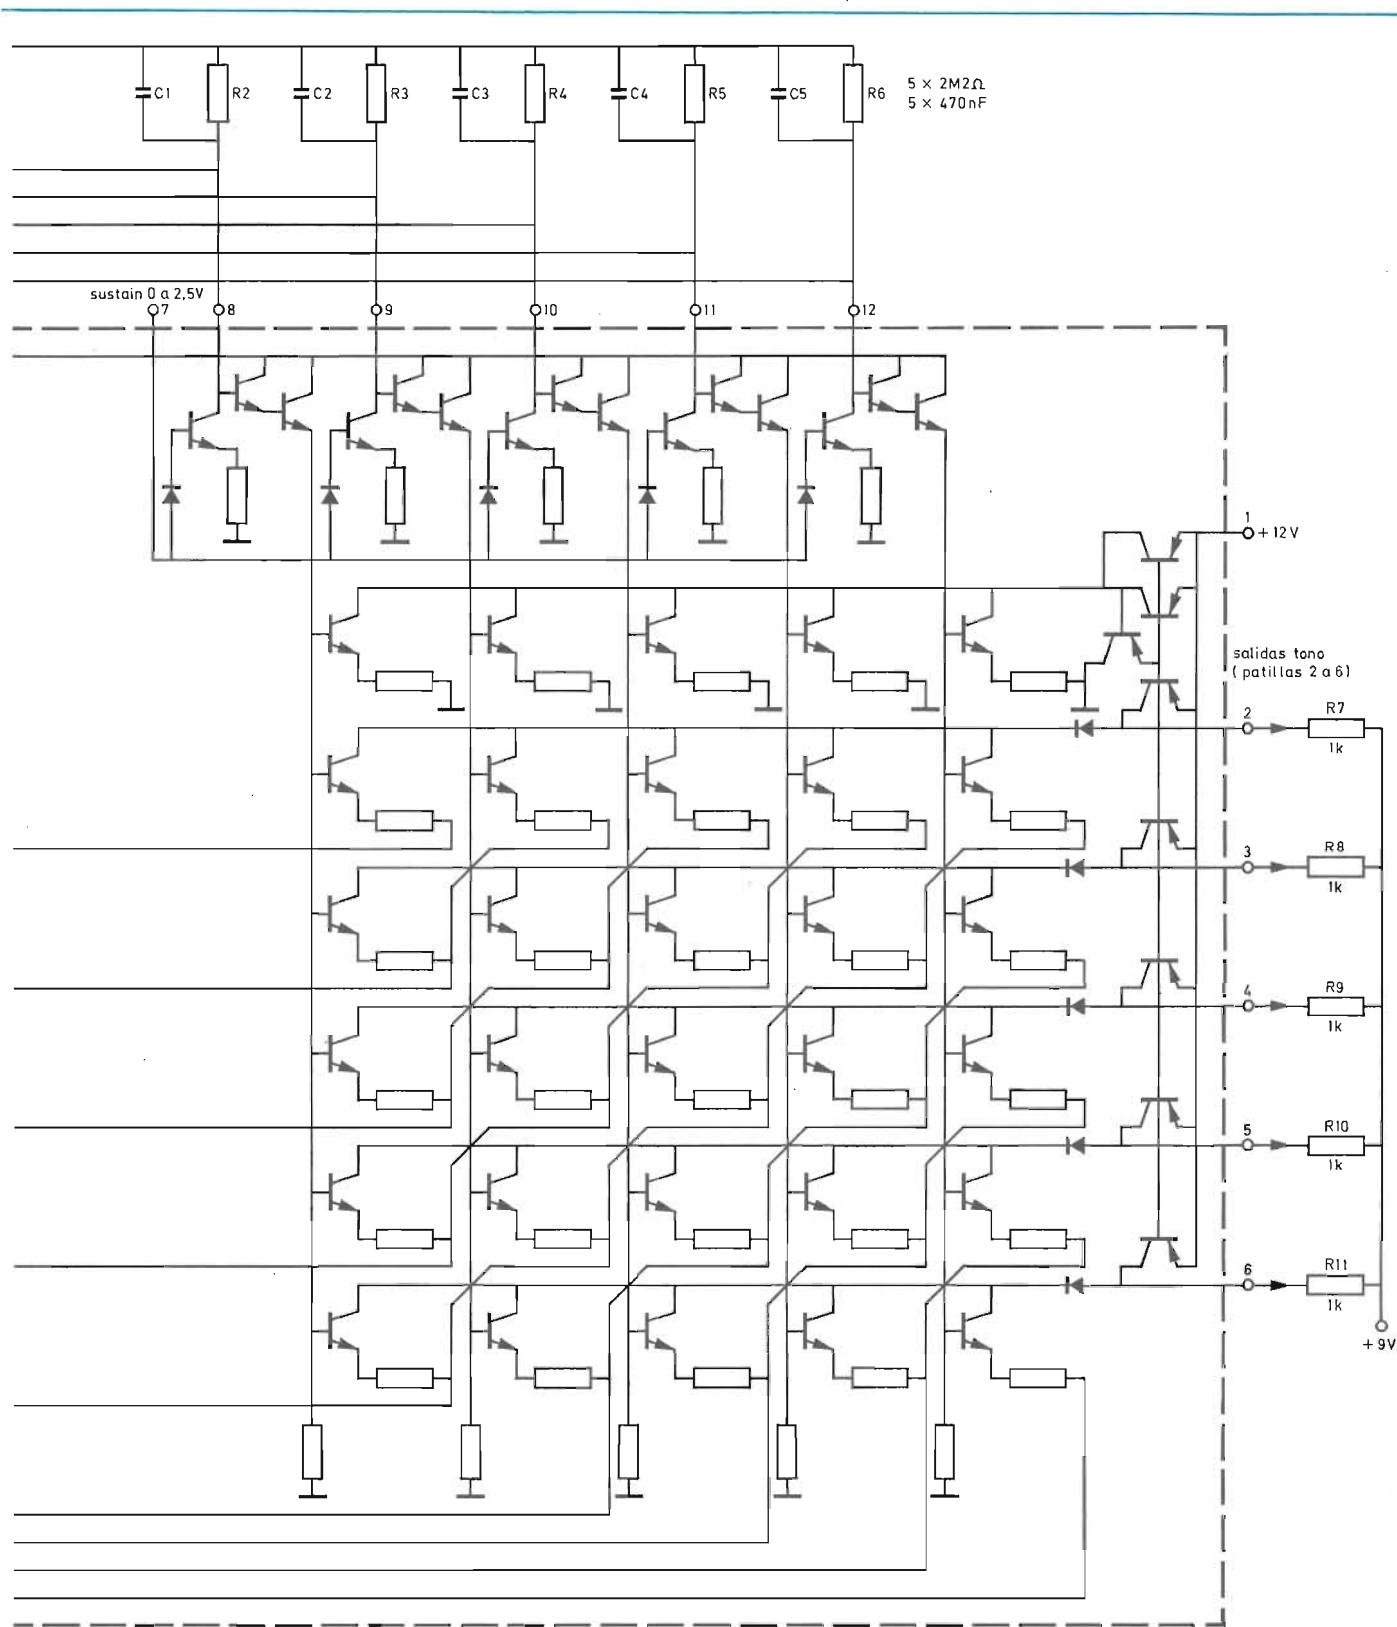 C1 R2 C2 R3 C3 R4 C4 R5 C5 R6 5 × 2M2Ω
5 × 470nF
sustain 0 a 2,5V
7 8 9 10 11 12
1
+12V
salidas tono
(patillas 2 a 6)
2 R7
1k
3 R8
1k
4 R9
1k
5 R10
1k
6 R11
1k
+9V